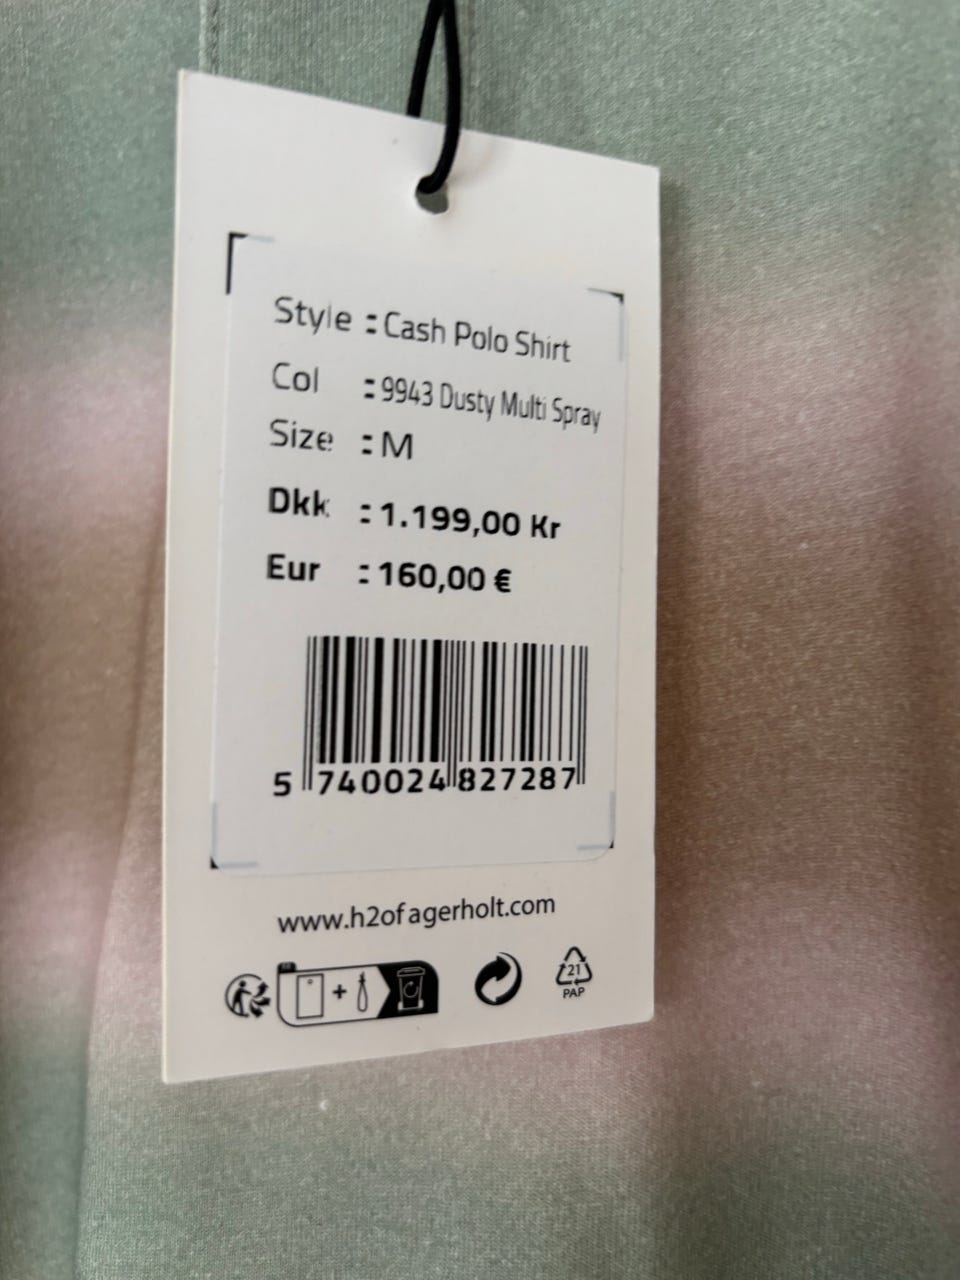 Style : Cash Polo Shirt
Col : 9943 Dusty Multi Spray
Size : M
Dkk : 1.199,00 Kr
Eur : 160,00 €
5 740024 827287
www.h2ofagerholt.com
21
PAP